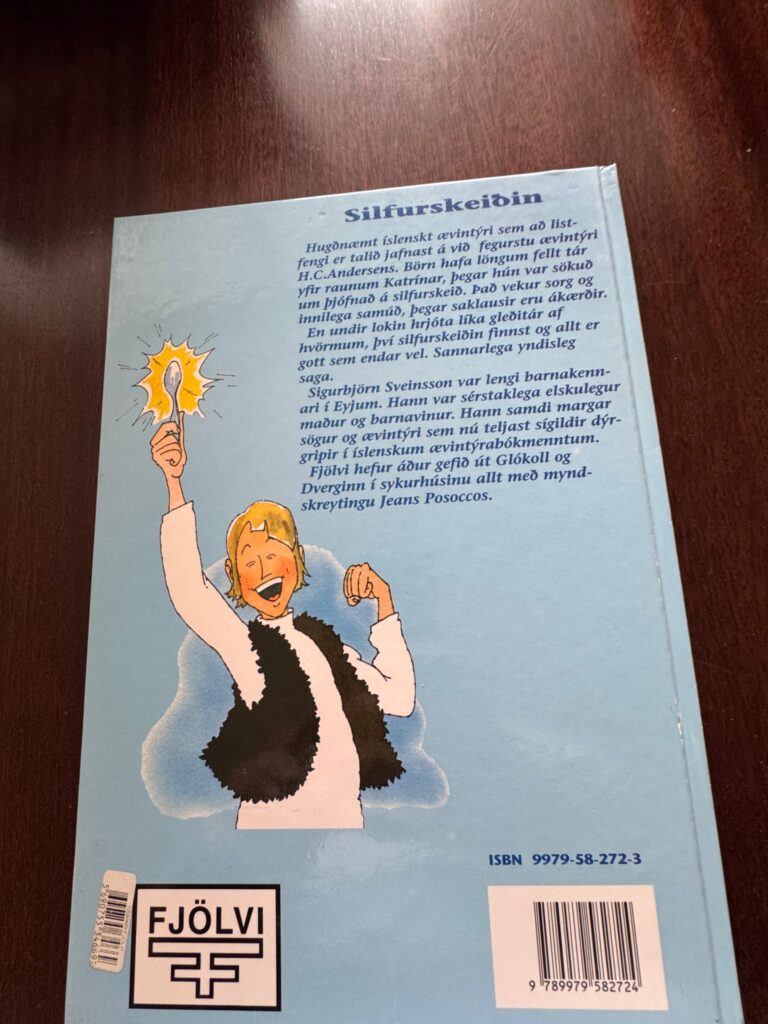 Silfurskeiðin
Hugðnæmt íslenskt ævintýri sem að list-
fengi er talið jafnast á við fegurstu ævintýri
H.C.Andersens. Börn hafa löngum fellt tár
yfir raunum Katrínar, þegar hún var sökuð
um þjófnað á silfurskeið. Það vekur sorg og
innilega samúð, þegar saklausir eru ákærðir.
En undir lokin hrjóta líka gleðitár af
hvörmum, því silfurskeiðin finnst og allt er
gott sem endar vel. Sannarlega yndisleg
saga.
Sigurbjörn Sveinsson var lengi barnakenn-
ari í Eyjum. Hann var sérstaklega elskulegur
maður og barnavinur. Hann samdi margar
sögur og ævintýri sem nú teljast sígildir dýr-
gripir í íslenskum ævintýrabókmenntum.
Fjölvi hefur áður gefið út Glókoll og
Dverginn í sykurhúsinu allt með mynd-
skreytingu Jeans Posoccos.
ISBN 9979-58-272-3
FJÖLVI
9 789979 582724